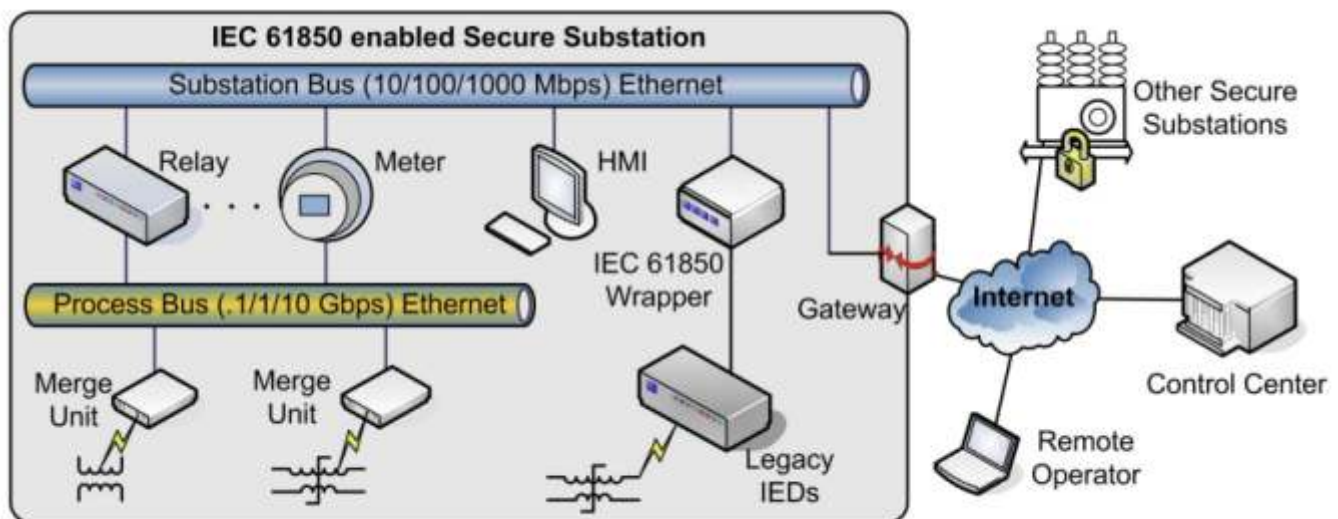 IEC 61850 enabled Secure Substation
Substation Bus (10/100/1000 Mbps) Ethernet
Other Secure
Substations
Relay
Meter
HMI
. . .
IEC 61850
Wrapper
Process Bus (.1/1/10 Gbps) Ethernet
Gateway
Internet
Merge
Unit
Merge
Unit
Control Center
Legacy
IEDs
Remote
Operator